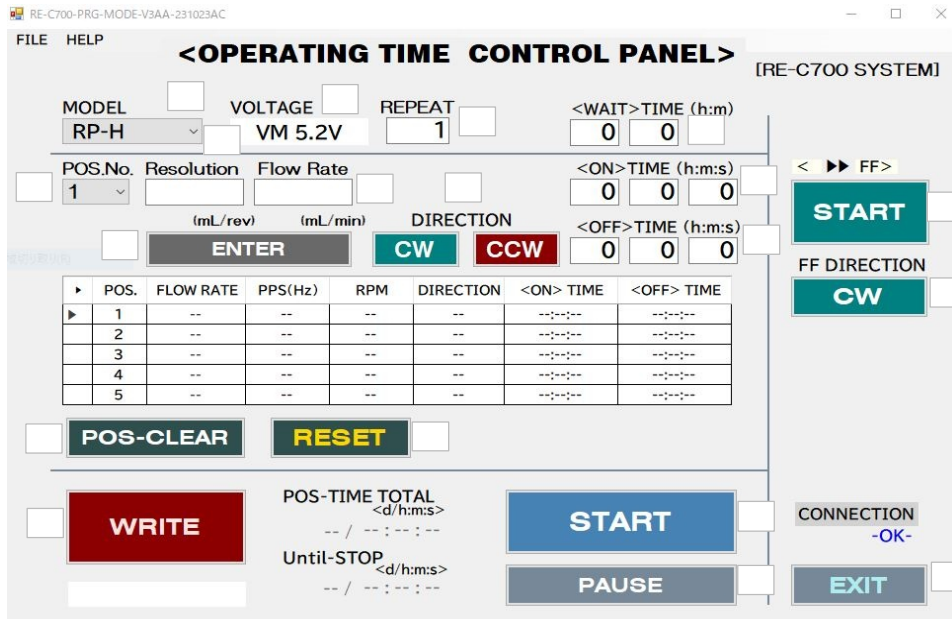 RE-C700-PRG-MODE-V3AA-231023AC
FILE HELP
<OPERATING TIME CONTROL PANEL>
[RE-C700 SYSTEM]
MODEL VOLTAGE REPEAT <WAIT>TIME (h:m)
RP-H VM 5.2V 1 0 0
POS.No. Resolution Flow Rate <ON>TIME (h:m:s)
1 0 0 0
(mL/rev) (mL/min) DIRECTION <OFF>TIME (h:m:s)
ENTER CW CCW 0 0 0
< ▶▶ FF>
START
FF DIRECTION
CW
POS. FLOW RATE PPS(Hz) RPM DIRECTION <ON> TIME <OFF> TIME
1 -- -- -- -- --:--:-- --:--:--
2 -- -- -- -- --:--:-- --:--:--
3 -- -- -- -- --:--:-- --:--:--
4 -- -- -- -- --:--:-- --:--:--
5 -- -- -- -- --:--:-- --:--:--
POS-CLEAR RESET
WRITE
POS-TIME TOTAL
<d/h:m:s>
-- / --:--:--
Until-STOP
<d/h:m:s>
-- / --:--:--
START
PAUSE
CONNECTION
-OK-
EXIT